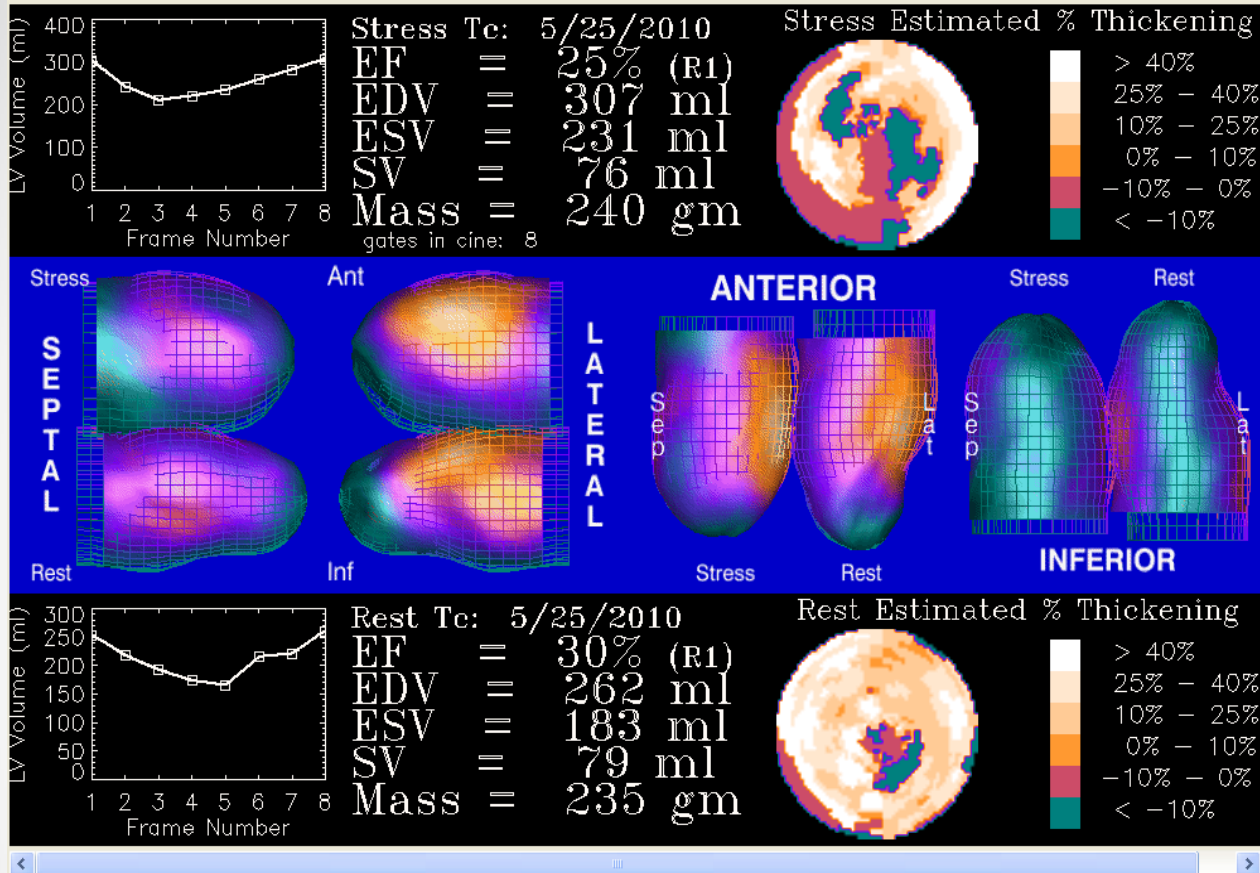 Stress Tc: 5/25/2010
EF = 25% (R1)
EDV = 307 ml
ESV = 231 ml
SV = 76 ml
Mass = 240 gm
gates in cine: 8
LV Volume (ml)
400
300
200
100
0
1 2 3 4 5 6 7 8
Frame Number
Stress Estimated % Thickening
> 40%
25% - 40%
10% - 25%
0% - 10%
-10% - 0%
< -10%
Stress
Ant
SEPTAL
LATERAL
Rest
Inf
ANTERIOR
Sep
Lat
Stress
Rest
Stress
Rest
Sep
Lat
INFERIOR
LV Volume (ml)
300
250
200
150
100
50
0
1 2 3 4 5 6 7 8
Frame Number
Rest Tc: 5/25/2010
EF = 30% (R1)
EDV = 262 ml
ESV = 183 ml
SV = 79 ml
Mass = 235 gm
Rest Estimated % Thickening
> 40%
25% - 40%
10% - 25%
0% - 10%
-10% - 0%
< -10%